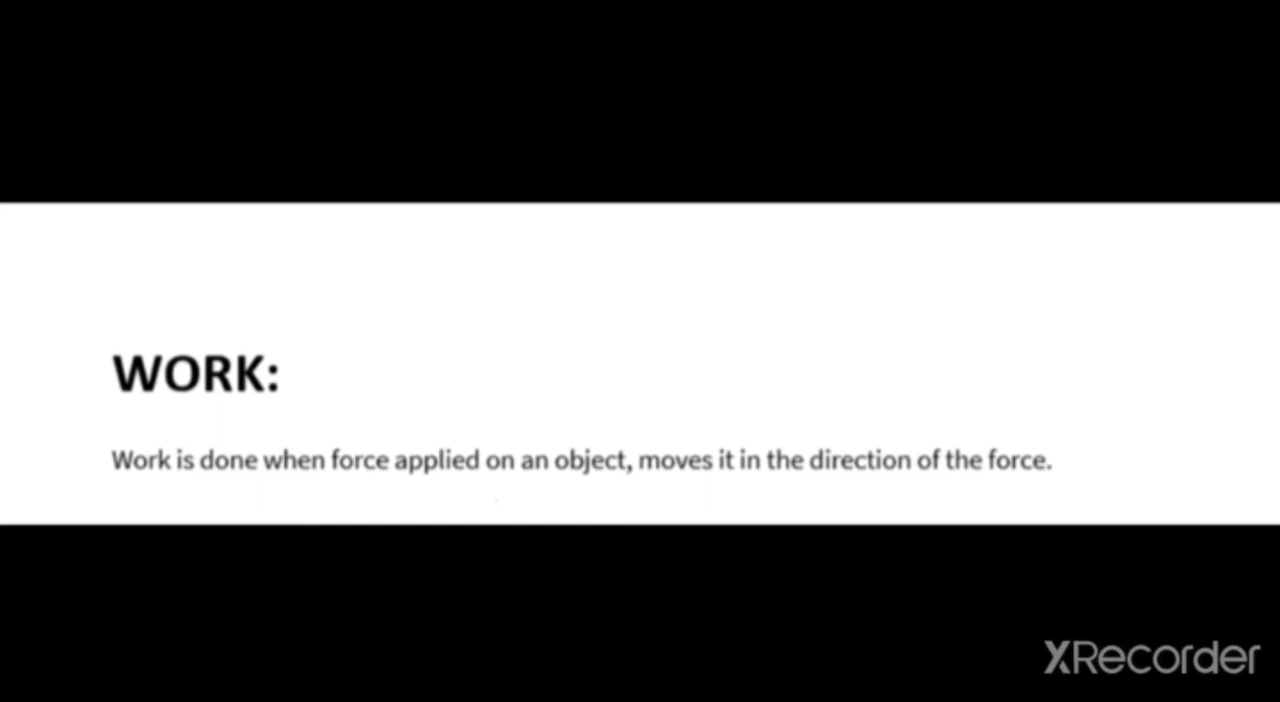 WORK:
Work is done when force applied on an object, moves it in the direction of the force.
XRecorder